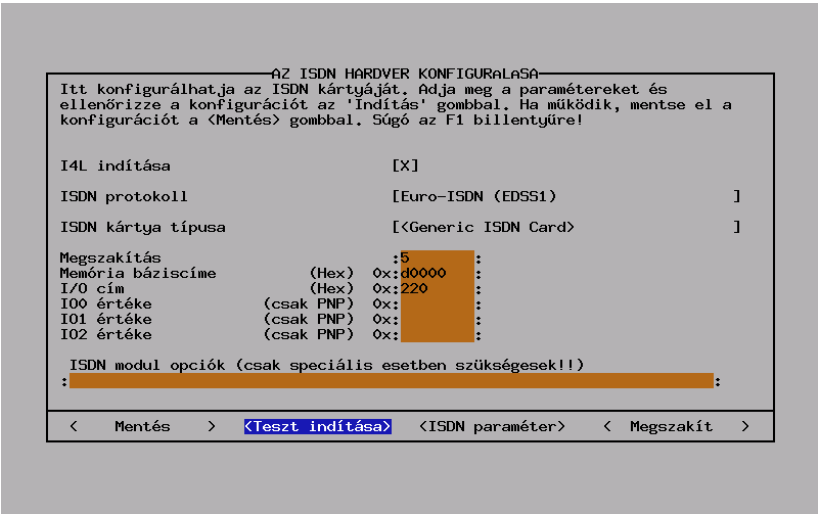 AZ ISDN HARDVER KONFIGURALASA
Itt konfigurálhatja az ISDN kártyáját. Adja meg a paramétereket és
ellenőrizze a konfigurációt az 'Indítás' gombbal. Ha működik, mentse el a
konfigurációt a <Mentés> gombbal. Súgó az F1 billentyűre!
I4L indítása [X]
ISDN protokoll [Euro-ISDN (EDSS1) ]
ISDN kártya típusa [<Generic ISDN Card> ]
Megszakítás :5 :
Memória báziscíme (Hex) 0x:d0000 :
I/O cím (Hex) 0x:220 :
IO0 értéke (csak PNP) 0x: :
IO1 értéke (csak PNP) 0x: :
IO2 értéke (csak PNP) 0x: :
ISDN modul opciók (csak speciális esetben szükségesek!!)
: :
< Mentés > <Teszt indítása> <ISDN paraméter> < Megszakít >